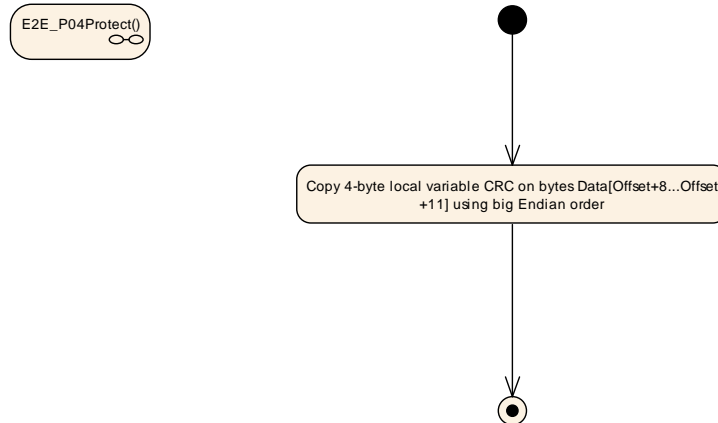 E2E_P04Protect()
Copy 4-byte local variable CRC on bytes Data[Offset+8...Offset
+11] using big Endian order